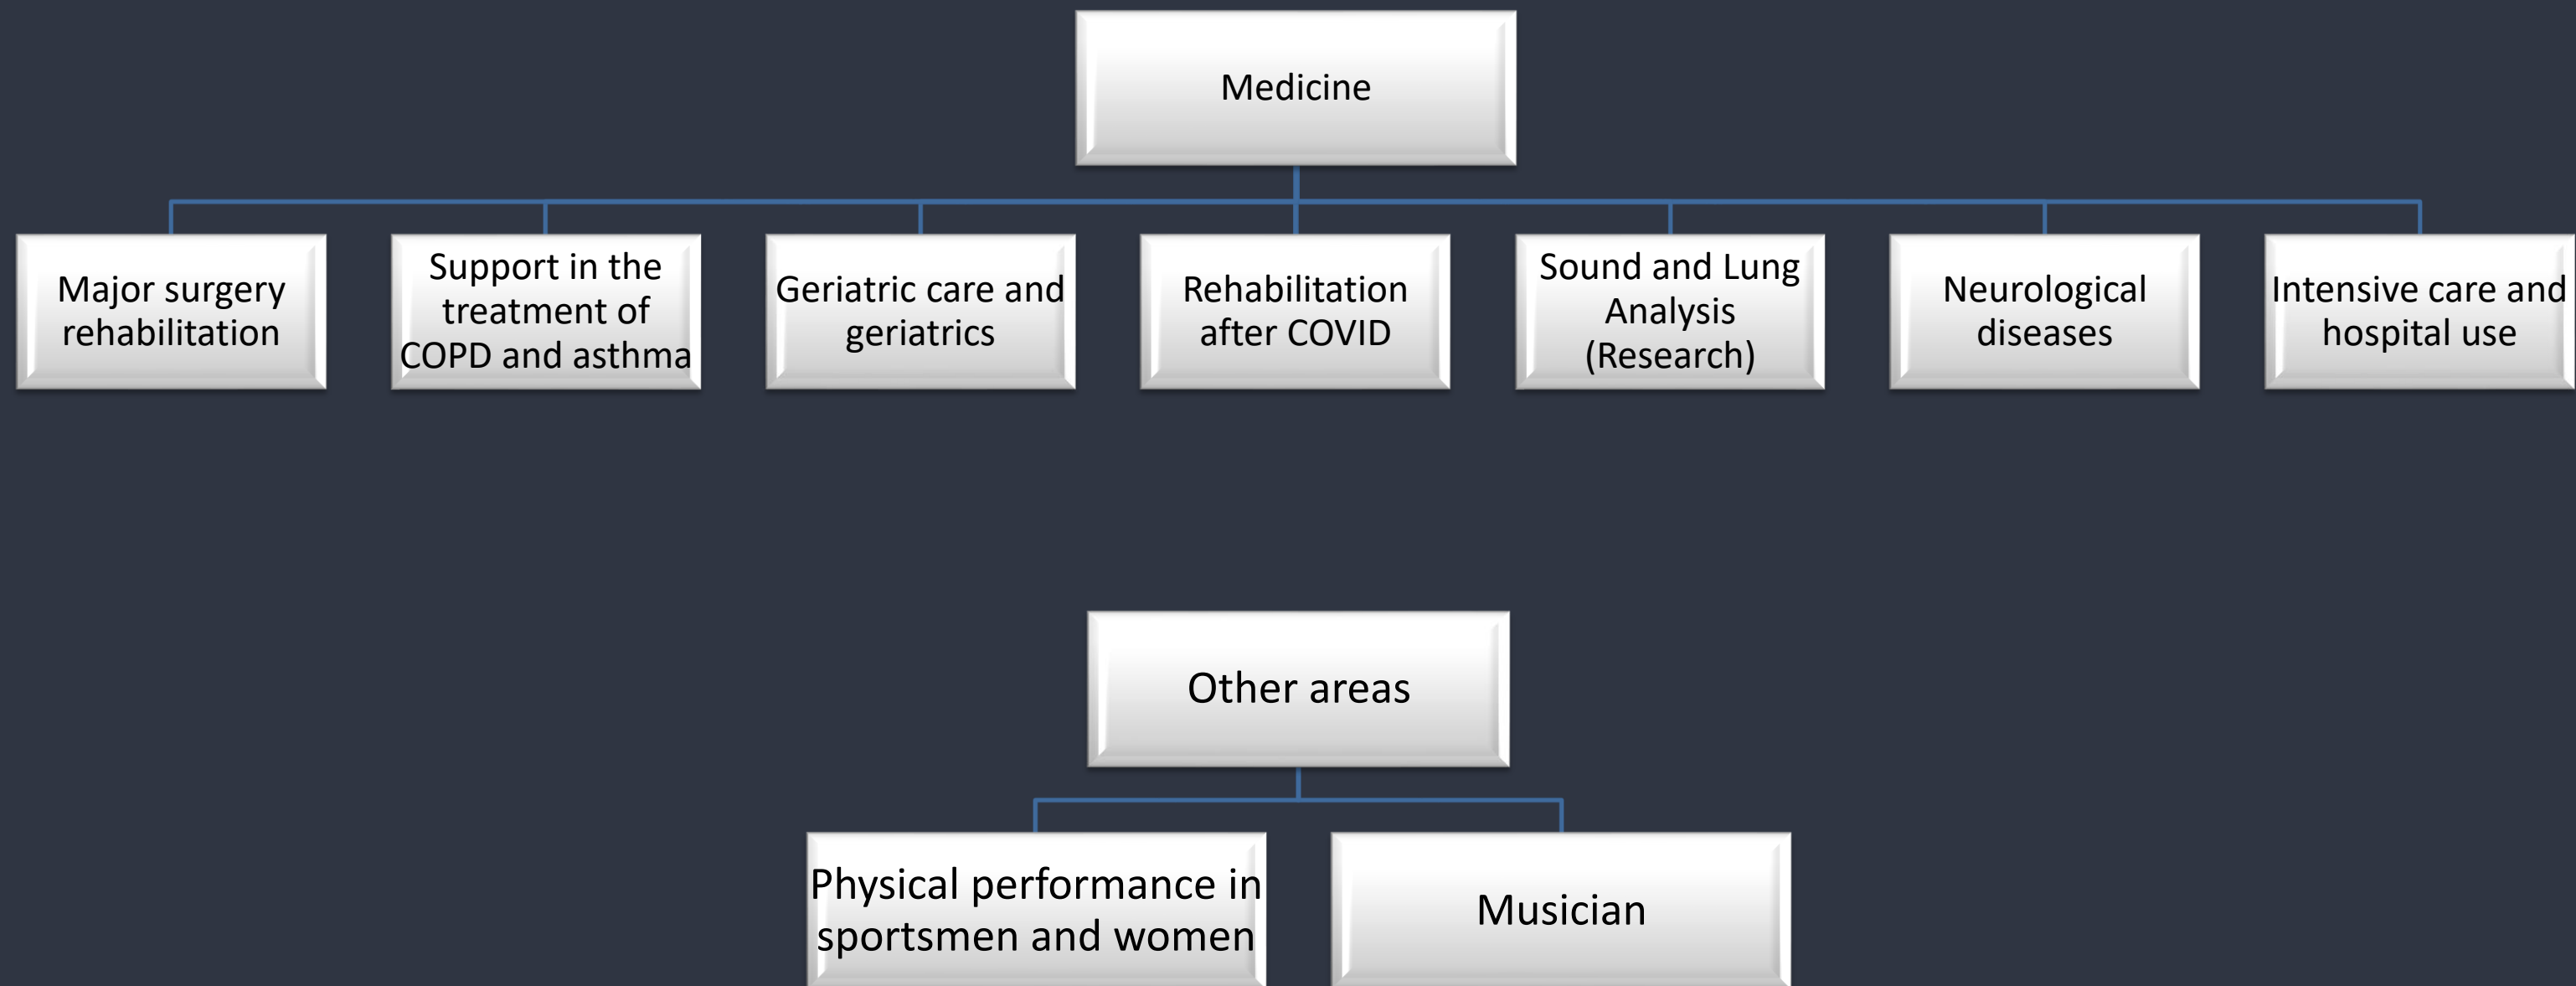 Medicine
Major surgery
rehabilitation
Support in the
treatment of
COPD and asthma
Geriatric care and
geriatrics
Rehabilitation
after COVID
Sound and Lung
Analysis
(Research)
Neurological
diseases
Intensive care and
hospital use
Other areas
Physical performance in
sportsmen and women
Musician